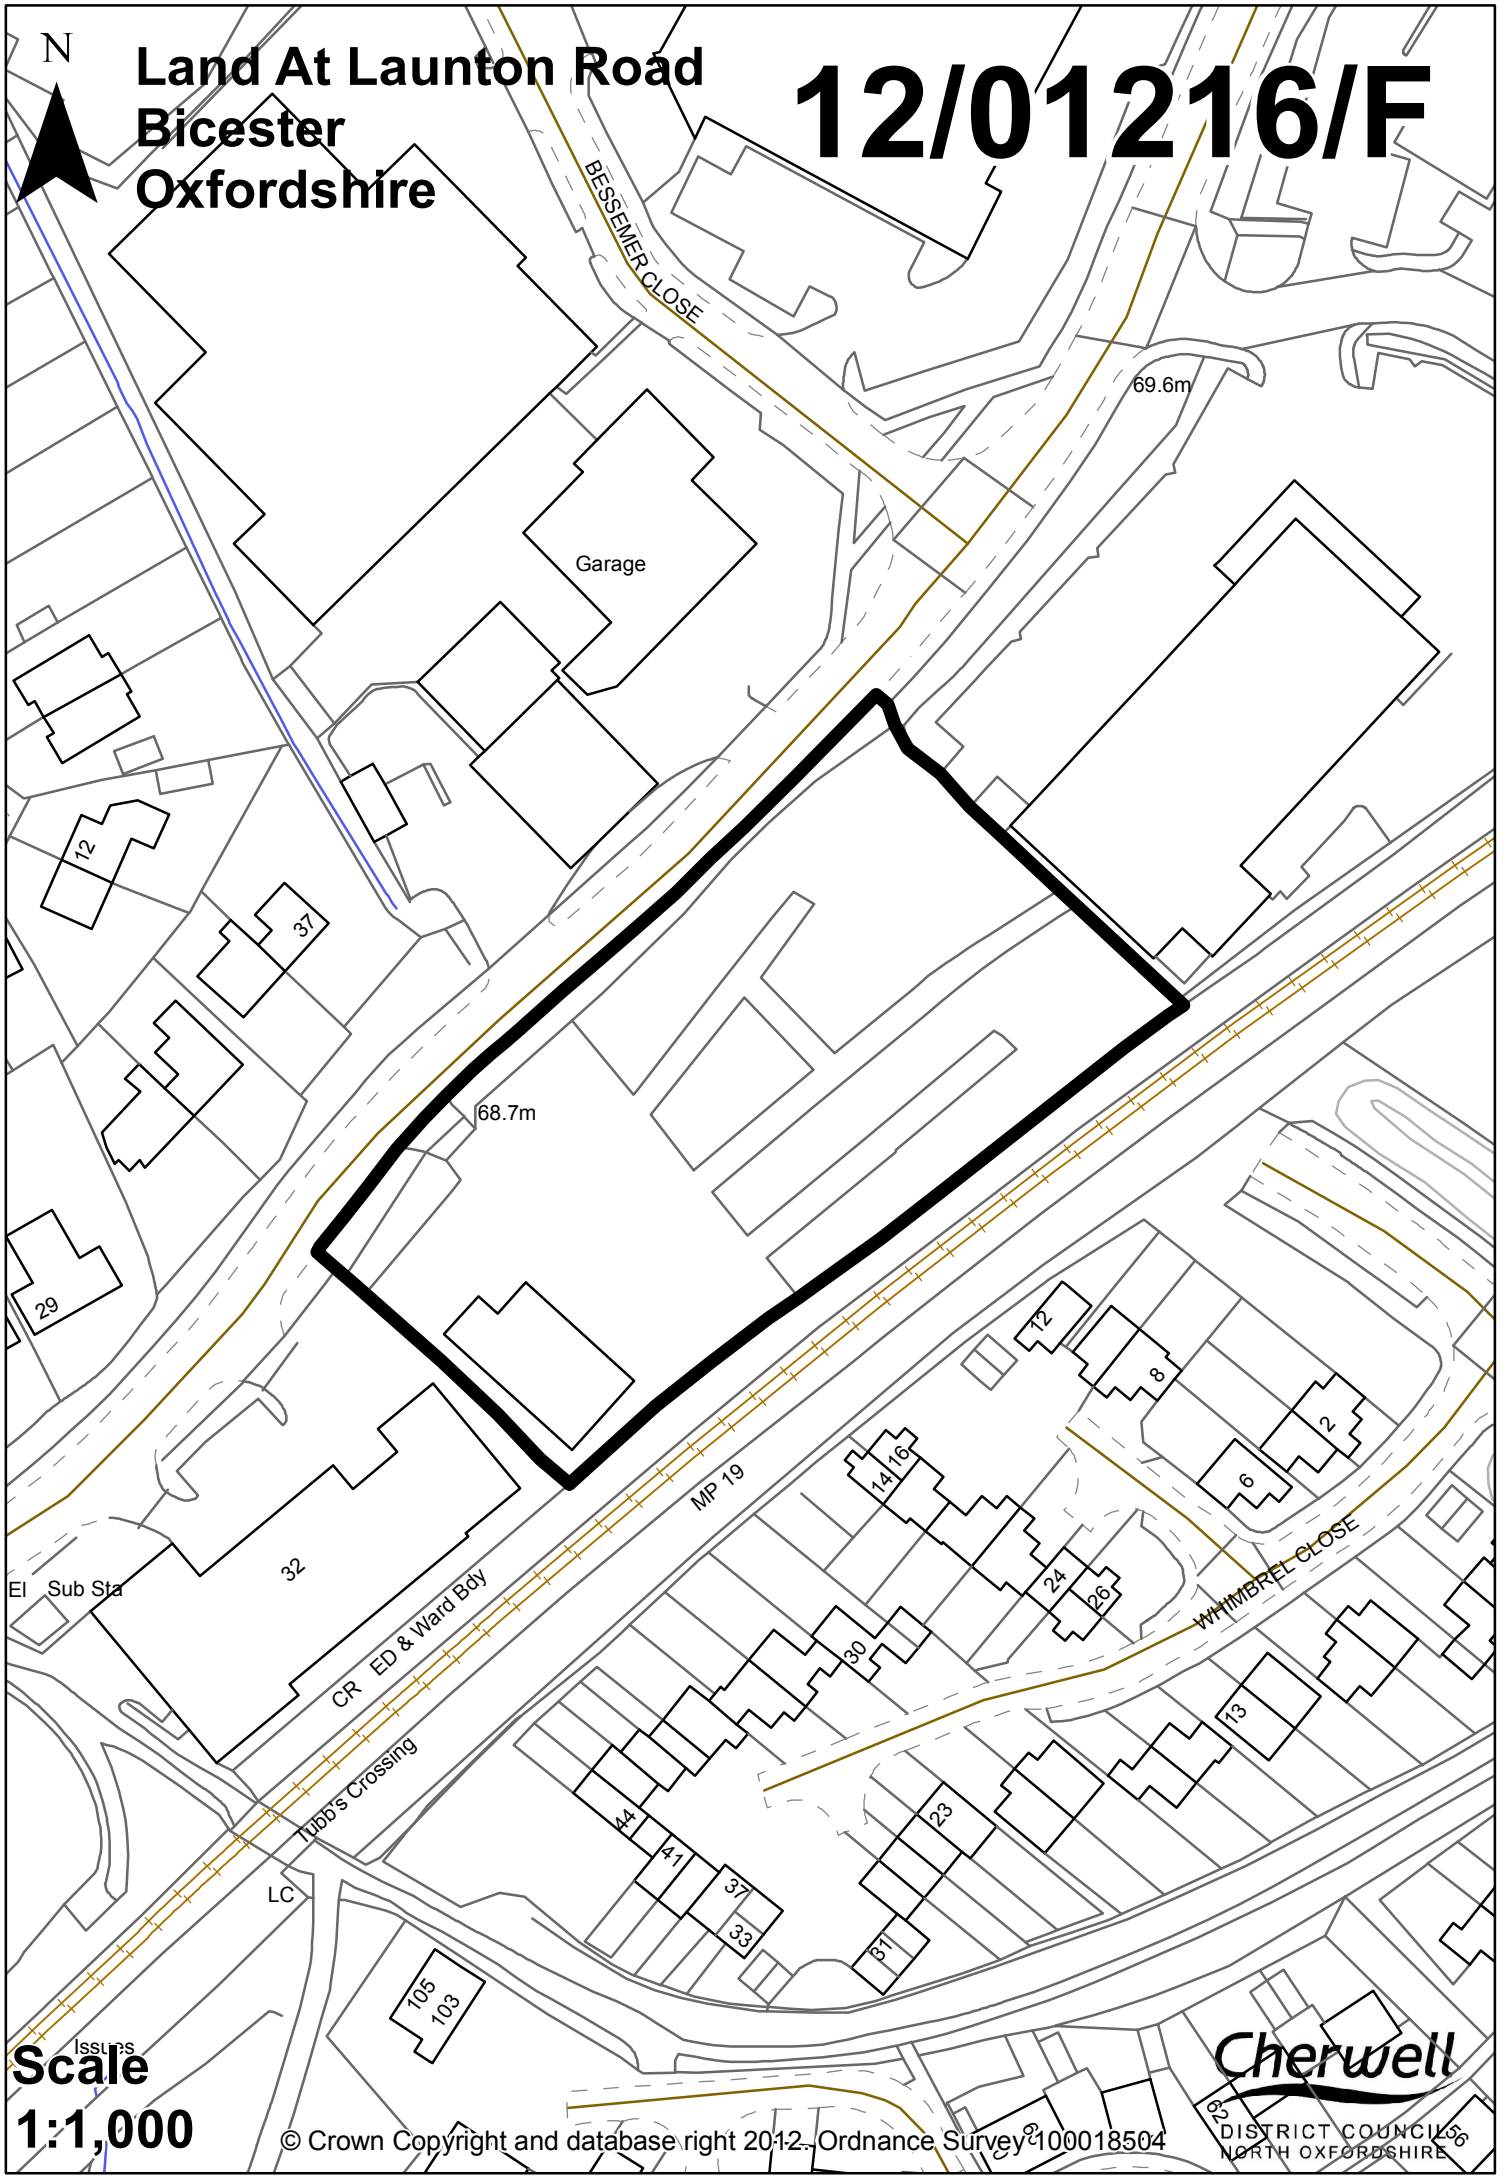 N
Land At Launton Road
Bicester
Oxfordshire
12/01216/F
BESSEMER CLOSE
69.6m
Garage
12
37
68.7m
29
12
8
2
6
16
14
MP 19
WHIMBREL CLOSE
32
El Sub Sta
24
26
ED & Ward Bdy
CR
30
13
Tubb's Crossing
44
23
41
37
33
31
LC
105
103
Issues
Scale
1:1,000
© Crown Copyright and database right 2012. Ordnance Survey 100018504
62
56
Cherwell
DISTRICT COUNCIL
NORTH OXFORDSHIRE